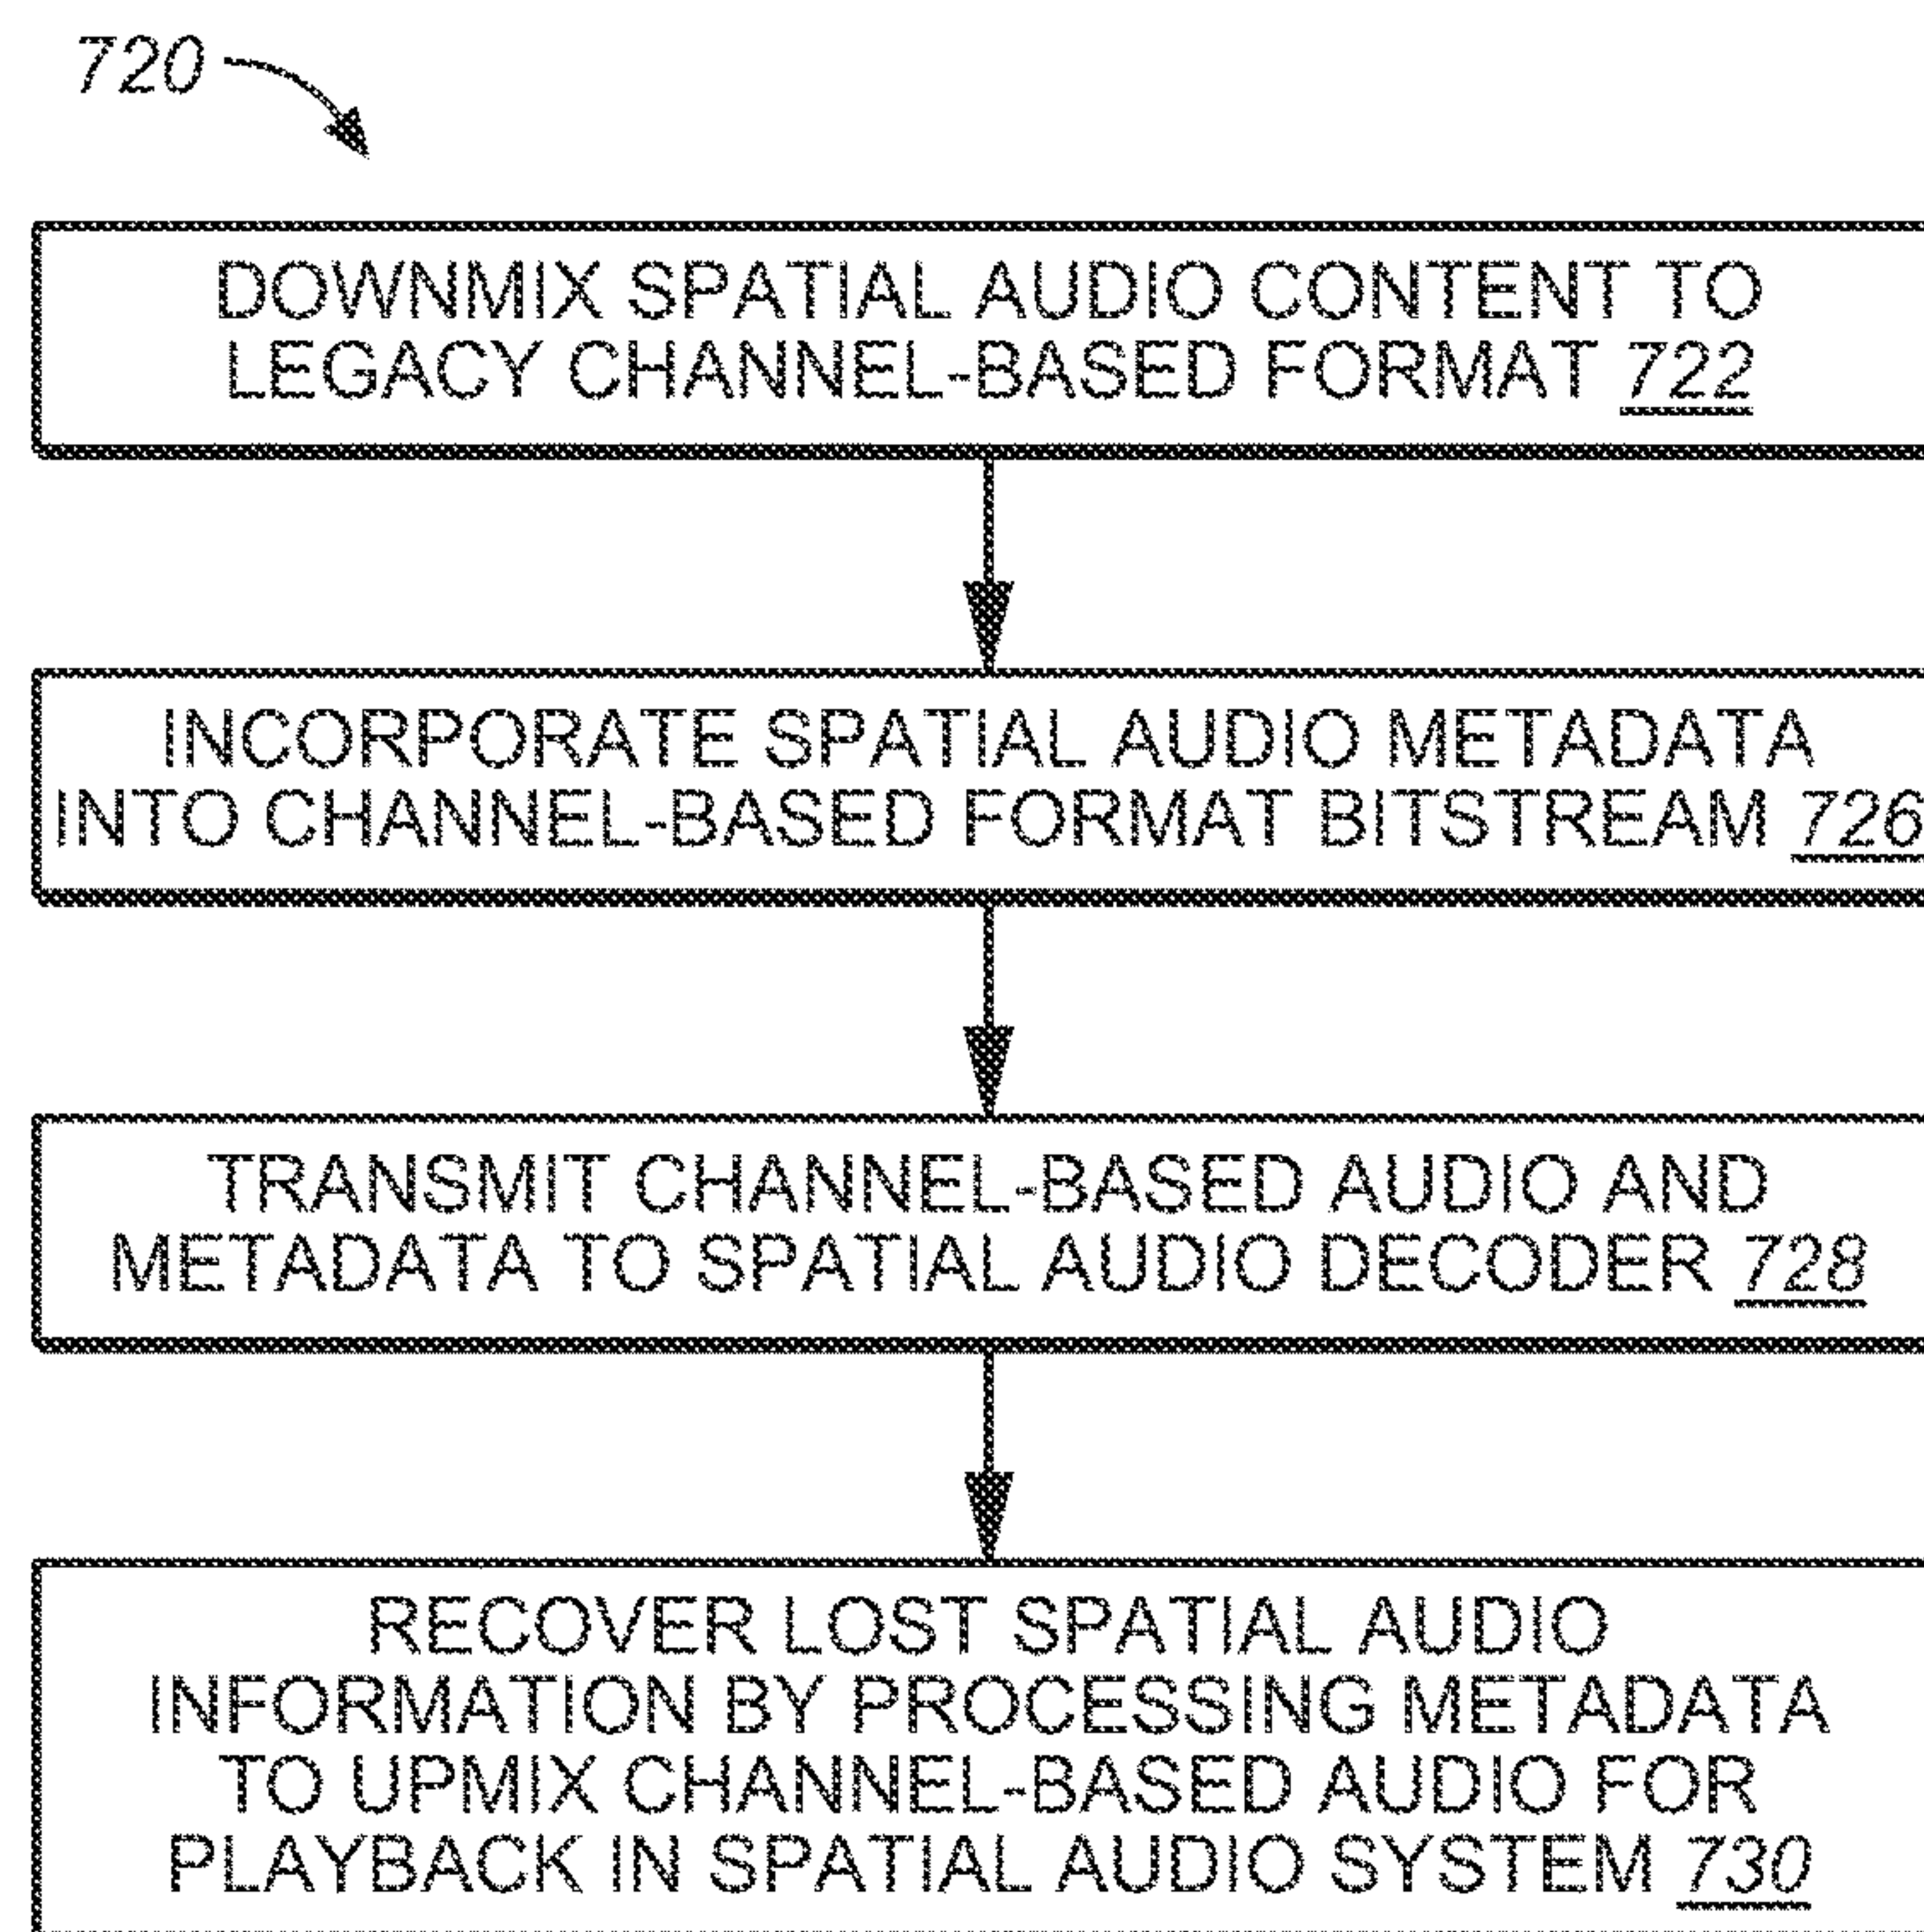 720
DOWNMIX SPATIAL AUDIO CONTENT TO
LEGACY CHANNEL-BASED FORMAT 722
INCORPORATE SPATIAL AUDIO METADATA
INTO CHANNEL-BASED FORMAT BITSTREAM 726
TRANSMIT CHANNEL-BASED AUDIO AND
METADATA TO SPATIAL AUDIO DECODER 728
RECOVER LOST SPATIAL AUDIO
INFORMATION BY PROCESSING METADATA
TO UPMIX CHANNEL-BASED AUDIO FOR
PLAYBACK IN SPATIAL AUDIO SYSTEM 730